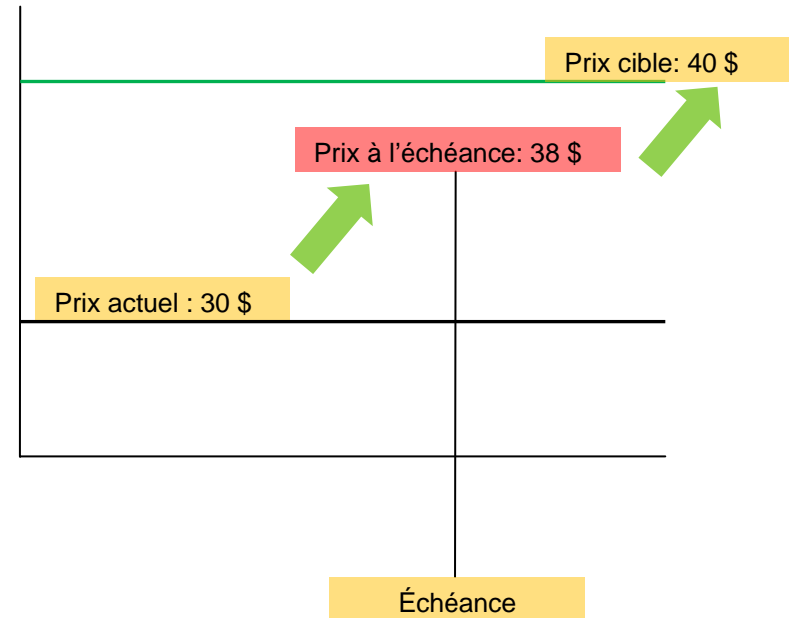 Prix cible: 40 $
Prix à l’échéance: 38 $
Prix actuel : 30 $
Échéance